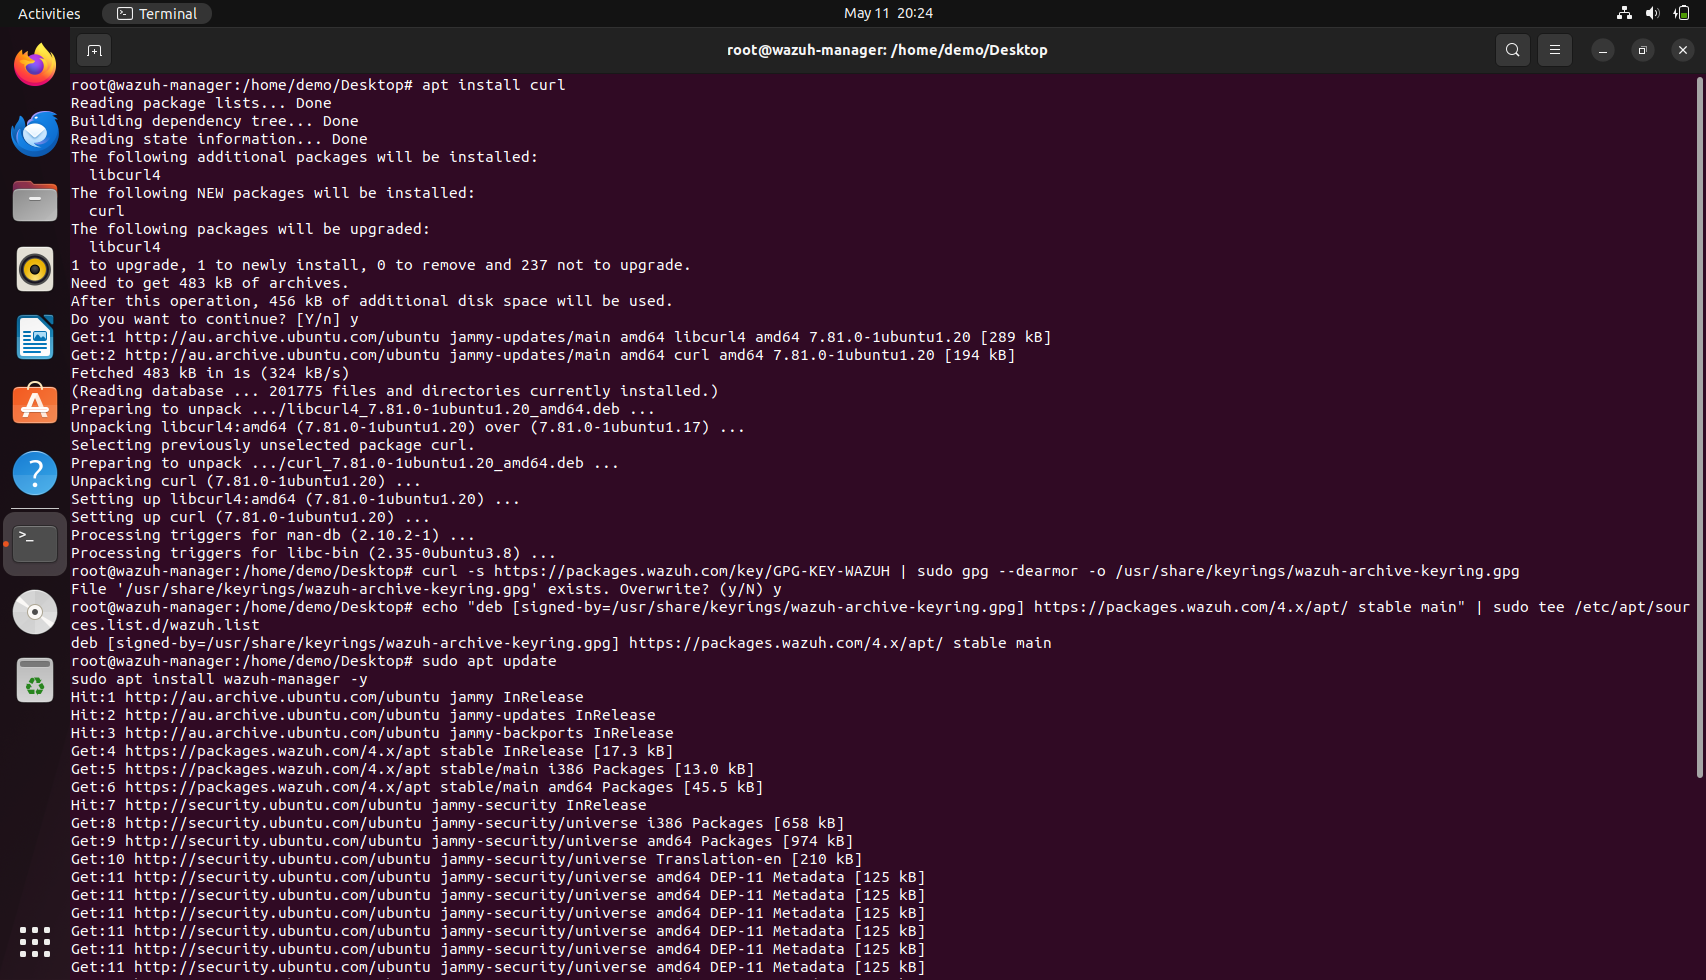 Activities
Terminal
May 11 20:24
root@wazuh-manager: /home/demo/Desktop
root@wazuh-manager:/home/demo/Desktop# apt install curl
Reading package lists... Done
Building dependency tree... Done
Reading state information... Done
The following additional packages will be installed:
  libcurl4
The following NEW packages will be installed:
  curl
The following packages will be upgraded:
  libcurl4
1 to upgrade, 1 to newly install, 0 to remove and 237 not to upgrade.
Need to get 483 kB of archives.
After this operation, 456 kB of additional disk space will be used.
Do you want to continue? [Y/n] y
Get:1 http://au.archive.ubuntu.com/ubuntu jammy-updates/main amd64 libcurl4 amd64 7.81.0-1ubuntu1.20 [289 kB]
Get:2 http://au.archive.ubuntu.com/ubuntu jammy-updates/main amd64 curl amd64 7.81.0-1ubuntu1.20 [194 kB]
Fetched 483 kB in 1s (324 kB/s)
(Reading database ... 201775 files and directories currently installed.)
Preparing to unpack .../libcurl4_7.81.0-1ubuntu1.20_amd64.deb ...
Unpacking libcurl4:amd64 (7.81.0-1ubuntu1.20) over (7.81.0-1ubuntu1.17) ...
Selecting previously unselected package curl.
Preparing to unpack .../curl_7.81.0-1ubuntu1.20_amd64.deb ...
Unpacking curl (7.81.0-1ubuntu1.20) ...
Setting up libcurl4:amd64 (7.81.0-1ubuntu1.20) ...
Setting up curl (7.81.0-1ubuntu1.20) ...
Processing triggers for man-db (2.10.2-1) ...
Processing triggers for libc-bin (2.35-0ubuntu3.8) ...
root@wazuh-manager:/home/demo/Desktop# curl -s https://packages.wazuh.com/key/GPG-KEY-WAZUH | sudo gpg --dearmor -o /usr/share/keyrings/wazuh-archive-keyring.gpg
File '/usr/share/keyrings/wazuh-archive-keyring.gpg' exists. Overwrite? (y/N) y
root@wazuh-manager:/home/demo/Desktop# echo "deb [signed-by=/usr/share/keyrings/wazuh-archive-keyring.gpg] https://packages.wazuh.com/4.x/apt/ stable main" | sudo tee /etc/apt/sour
ces.list.d/wazuh.list
deb [signed-by=/usr/share/keyrings/wazuh-archive-keyring.gpg] https://packages.wazuh.com/4.x/apt/ stable main
root@wazuh-manager:/home/demo/Desktop# sudo apt update
sudo apt install wazuh-manager -y
Hit:1 http://au.archive.ubuntu.com/ubuntu jammy InRelease
Hit:2 http://au.archive.ubuntu.com/ubuntu jammy-updates InRelease
Hit:3 http://au.archive.ubuntu.com/ubuntu jammy-backports InRelease
Get:4 https://packages.wazuh.com/4.x/apt stable InRelease [17.3 kB]
Get:5 https://packages.wazuh.com/4.x/apt stable/main i386 Packages [13.0 kB]
Get:6 https://packages.wazuh.com/4.x/apt stable/main amd64 Packages [45.5 kB]
Hit:7 http://security.ubuntu.com/ubuntu jammy-security InRelease
Get:8 http://security.ubuntu.com/ubuntu jammy-security/universe i386 Packages [658 kB]
Get:9 http://security.ubuntu.com/ubuntu jammy-security/universe amd64 Packages [974 kB]
Get:10 http://security.ubuntu.com/ubuntu jammy-security/universe Translation-en [210 kB]
Get:11 http://security.ubuntu.com/ubuntu jammy-security/universe amd64 DEP-11 Metadata [125 kB]
Get:11 http://security.ubuntu.com/ubuntu jammy-security/universe amd64 DEP-11 Metadata [125 kB]
Get:11 http://security.ubuntu.com/ubuntu jammy-security/universe amd64 DEP-11 Metadata [125 kB]
Get:11 http://security.ubuntu.com/ubuntu jammy-security/universe amd64 DEP-11 Metadata [125 kB]
Get:11 http://security.ubuntu.com/ubuntu jammy-security/universe amd64 DEP-11 Metadata [125 kB]
Get:11 http://security.ubuntu.com/ubuntu jammy-security/universe amd64 DEP-11 Metadata [125 kB]